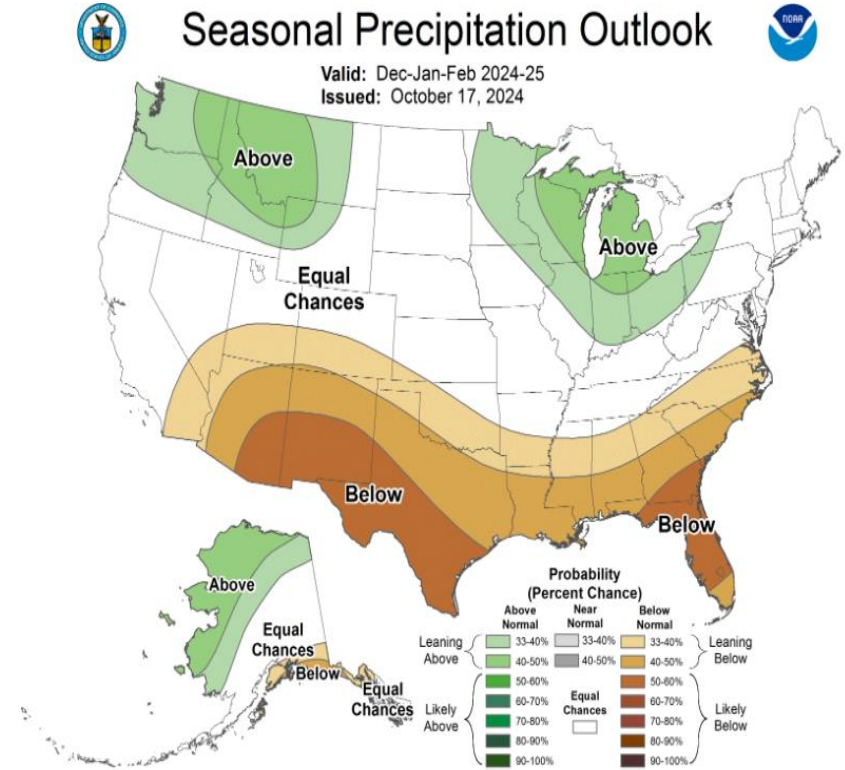 Seasonal Precipitation Outlook
NOAA
Valid: Dec-Jan-Feb 2024-25
Issued: October 17, 2024
Above
Above
Equal
Chances
Below
Below
Above
Equal
Chances
Below
Equal
Chances
Probability
(Percent Chance)
Above
Normal
Near
Normal
Below
Normal
Leaning
Above
33-40%
33-40%
33-40%
Leaning
Below
40-50%
40-50%
40-50%
Likely
Above
50-60%
60-70%
70-80%
80-90%
90-100%
Equal
Chances
50-60%
60-70%
70-80%
80-90%
90-100%
Likely
Below